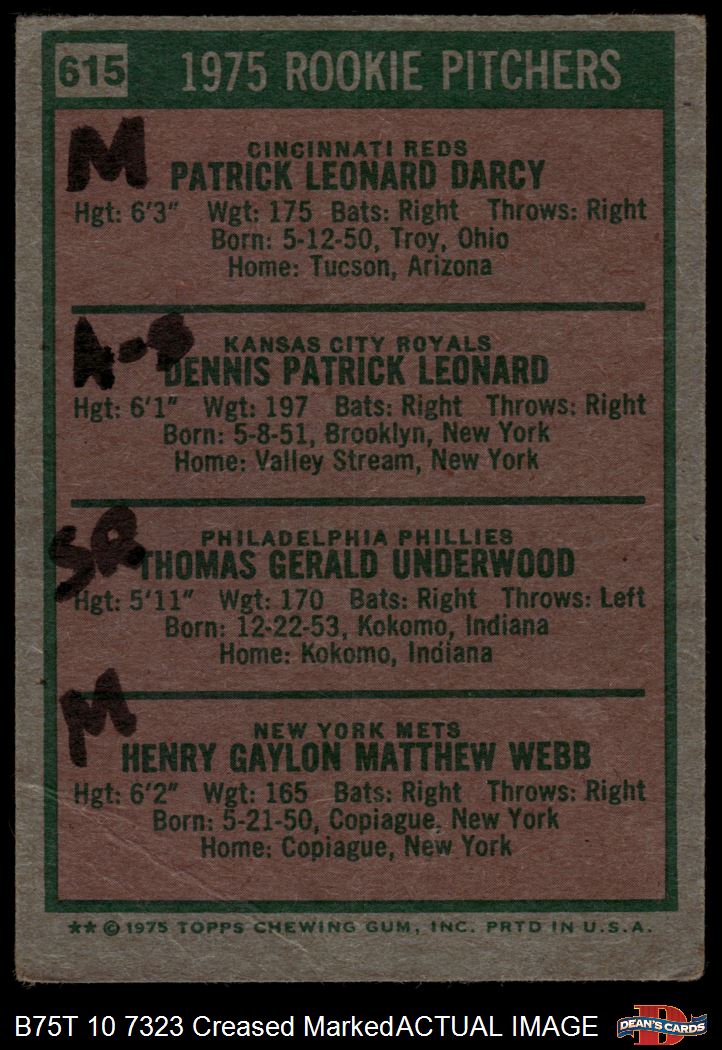 615 1975 ROOKIE PITCHERS
M
CINCINNATI REDS
PATRICK LEONARD DARCY
Hgt: 6'3" Wgt: 175 Bats: Right Throws: Right
Born: 5-12-50, Troy, Ohio
Home: Tucson, Arizona
KANSAS CITY ROYALS
DENNIS PATRICK LEONARD
Hgt: 6'1" Wgt: 197 Bats: Right Throws: Right
Born: 5-8-51, Brooklyn, New York
Home: Valley Stream, New York
SR
PHILADELPHIA PHILLIES
THOMAS GERALD UNDERWOOD
Hgt: 5'11" Wgt: 170 Bats: Right Throws: Left
Born: 12-22-53, Kokomo, Indiana
Home: Kokomo, Indiana
M
NEW YORK METS
HENRY GAYLON MATTHEW WEBB
Hgt: 6'2" Wgt: 165 Bats: Right Throws: Right
Born: 5-21-50, Copiague, New York
Home: Copiague, New York
** © 1975 TOPPS CHEWING GUM, INC. PRTD IN U.S.A.
B75T 10 7323 Creased MarkedACTUAL IMAGE
DEAN'S CARDS